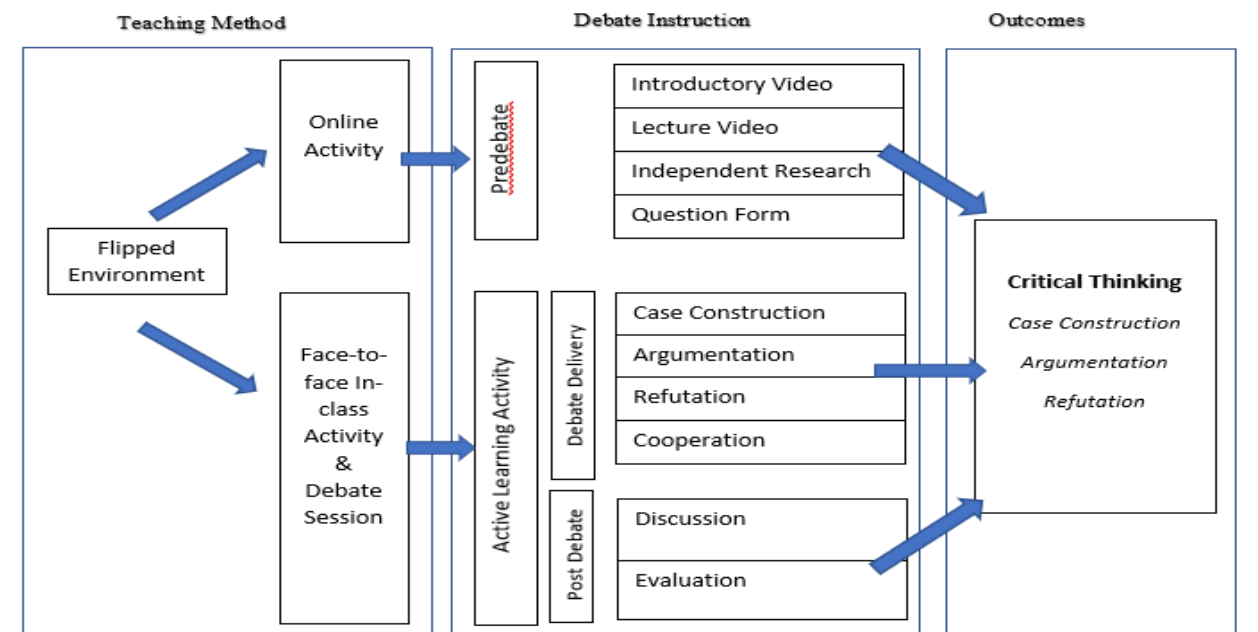 Teaching Method
Debate Instruction
Outcomes
Flipped
Environment
Online
Activity
Face-to-
face In-
class
Activity
&
Debate
Session
Predebate
Introductory Video
Lecture Video
Independent Research
Question Form
Active Learning Activity
Debate Delivery
Case Construction
Argumentation
Refutation
Cooperation
Post Debate
Discussion
Evaluation
Critical Thinking
Case Construction
Argumentation
Refutation